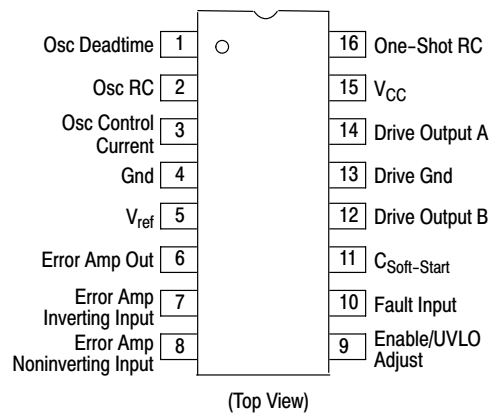 Osc Deadtime 1 16 One-Shot RC
Osc RC 2 15 VCC
Osc Control
Current 3 14 Drive Output A
Gnd 4 13 Drive Gnd
Vref 5 12 Drive Output B
Error Amp Out 6 11 CSoft-Start
Error Amp
Inverting Input 7 10 Fault Input
Error Amp
Noninverting Input 8 9 Enable/UVLO
Adjust
(Top View)